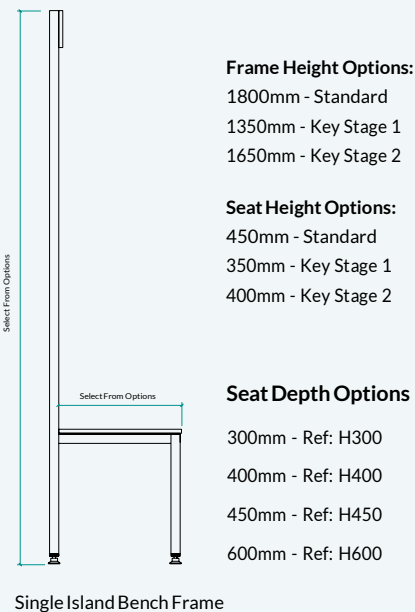 Frame Height Options:
1800mm - Standard
1350mm - Key Stage 1
1650mm - Key Stage 2
Seat Height Options:
450mm - Standard
350mm - Key Stage 1
400mm - Key Stage 2
Select From Options
Select From Options
Seat Depth Options
300mm - Ref: H300
400mm - Ref: H400
450mm - Ref: H450
600mm - Ref: H600
Single Island Bench Frame